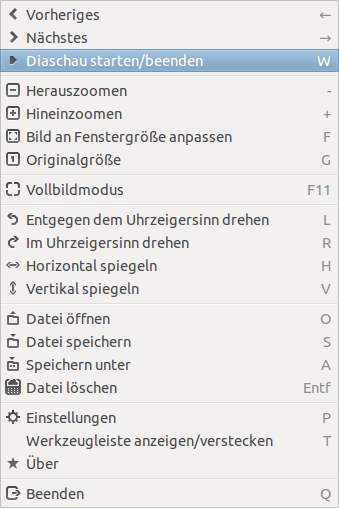 Vorheriges ←
Nächstes →
Diaschau starten/beenden W
Herauszoomen -
Hineinzoomen +
Bild an Fenstergröße anpassen F
Originalgröße G
Vollbildmodus F11
Entgegen dem Uhrzeigersinn drehen L
Im Uhrzeigersinn drehen R
Horizontal spiegeln H
Vertikal spiegeln V
Datei öffnen O
Datei speichern S
Speichern unter A
Datei löschen Entf
Einstellungen P
Werkzeugleiste anzeigen/verstecken T
Über
Beenden Q